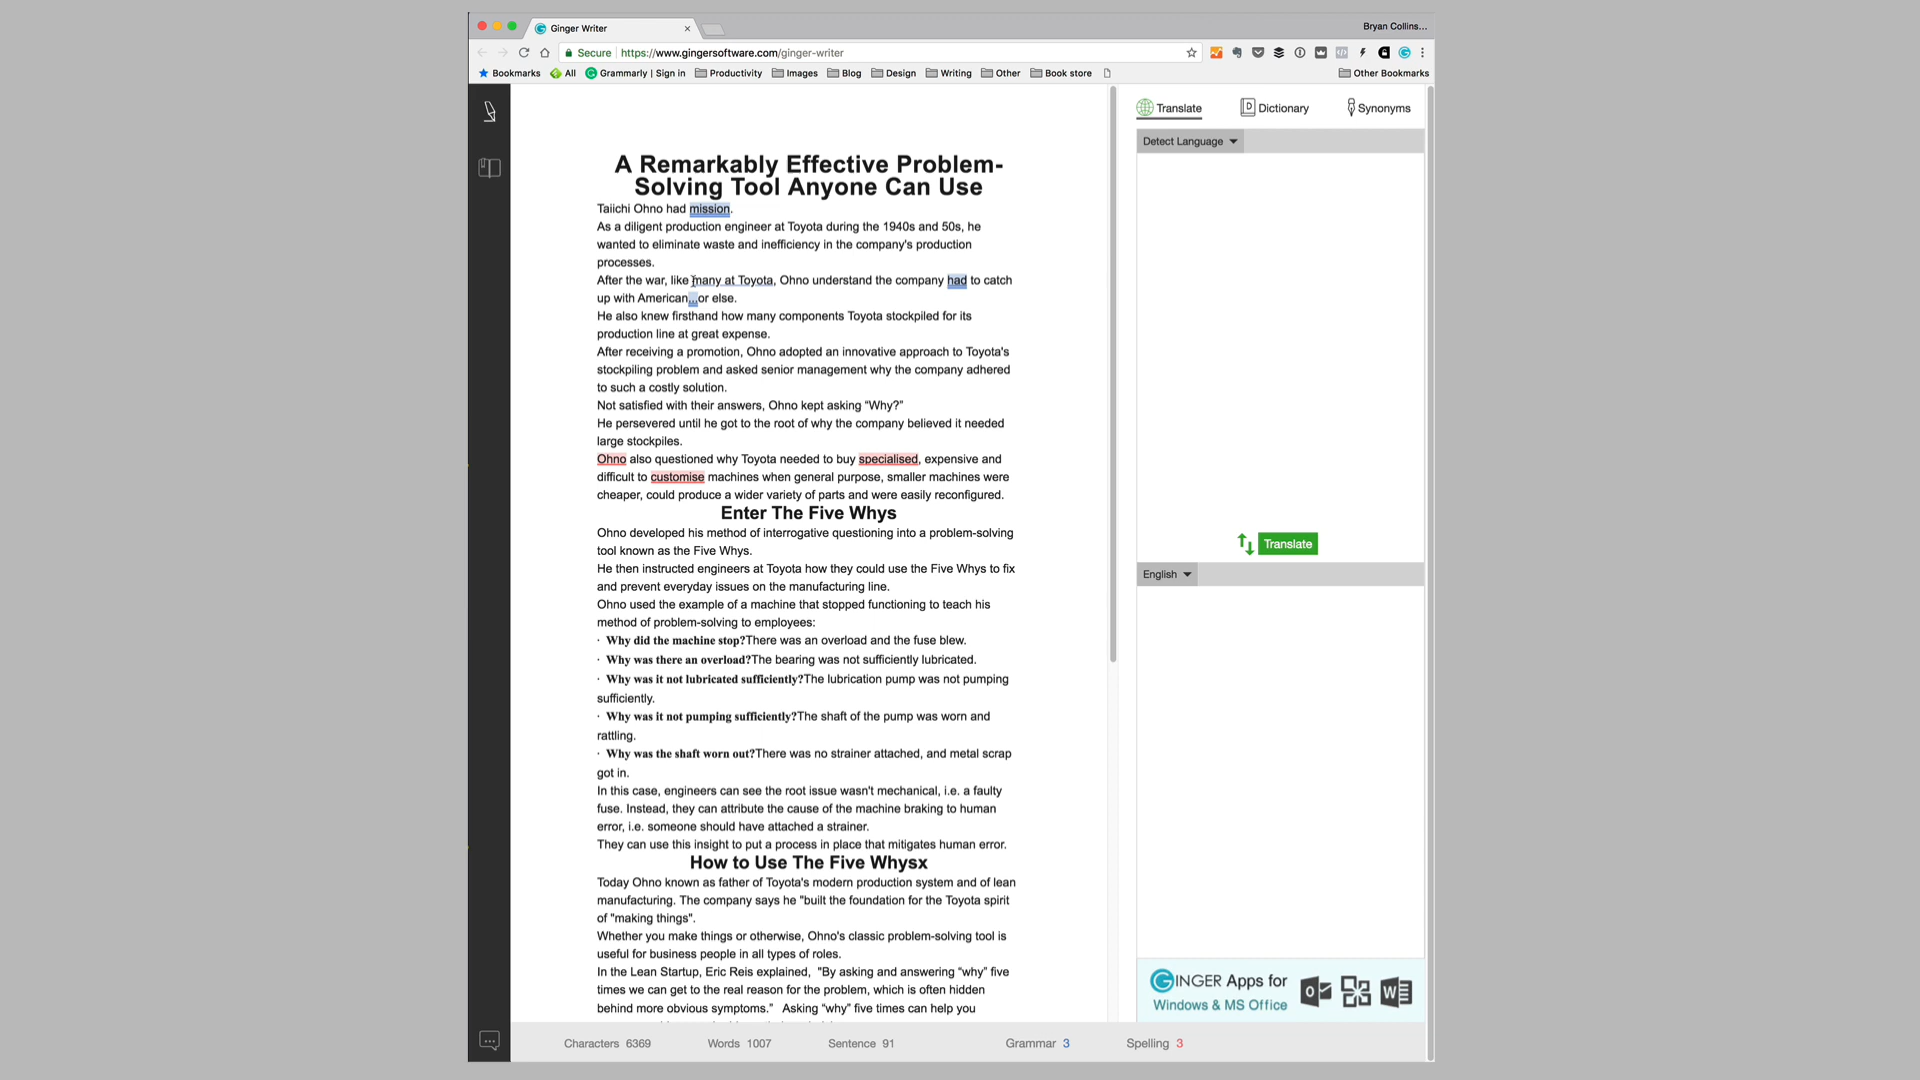 Ginger Writer
Bryan Collins...
Secure https://www.gingersoftware.com/ginger-writer
Bookmarks All Grammarly | Sign in Productivity Images Blog Design Writing Other Book store Other Bookmarks
Translate Dictionary Synonyms
Detect Language
A Remarkably Effective Problem-
Solving Tool Anyone Can Use
Taiichi Ohno had mission.
As a diligent production engineer at Toyota during the 1940s and 50s, he
wanted to eliminate waste and inefficiency in the company's production
processes.
After the war, like many at Toyota, Ohno understand the company had to catch
up with American...or else.
He also knew firsthand how many components Toyota stockpiled for its
production line at great expense.
After receiving a promotion, Ohno adopted an innovative approach to Toyota's
stockpiling problem and asked senior management why the company adhered
to such a costly solution.
Not satisfied with their answers, Ohno kept asking “Why?”
He persevered until he got to the root of why the company believed it needed
large stockpiles.
Ohno also questioned why Toyota needed to buy specialised, expensive and
difficult to customise machines when general purpose, smaller machines were
cheaper, could produce a wider variety of parts and were easily reconfigured.
Enter The Five Whys
Ohno developed his method of interrogative questioning into a problem-solving
tool known as the Five Whys.
He then instructed engineers at Toyota how they could use the Five Whys to fix
and prevent everyday issues on the manufacturing line.
Ohno used the example of a machine that stopped functioning to teach his
method of problem-solving to employees:
· Why did the machine stop?There was an overload and the fuse blew.
· Why was there an overload?The bearing was not sufficiently lubricated.
· Why was it not lubricated sufficiently?The lubrication pump was not pumping
sufficiently.
· Why was it not pumping sufficiently?The shaft of the pump was worn and
rattling.
· Why was the shaft worn out?There was no strainer attached, and metal scrap
got in.
In this case, engineers can see the root issue wasn't mechanical, i.e. a faulty
fuse. Instead, they can attribute the cause of the machine braking to human
error, i.e. someone should have attached a strainer.
They can use this insight to put a process in place that mitigates human error.
How to Use The Five Whysx
Today Ohno known as father of Toyota's modern production system and of lean
manufacturing. The company says he "built the foundation for the Toyota spirit
of "making things".
Whether you make things or otherwise, Ohno's classic problem-solving tool is
useful for business people in all types of roles.
In the Lean Startup, Eric Reis explained, "By asking and answering “why” five
times we can get to the real reason for the problem, which is often hidden
behind more obvious symptoms.” Asking “why” five times can help you
Translate
English
GINGER Apps for
Windows & MS Office
Characters 6369 Words 1007 Sentence 91 Grammar 3 Spelling 3